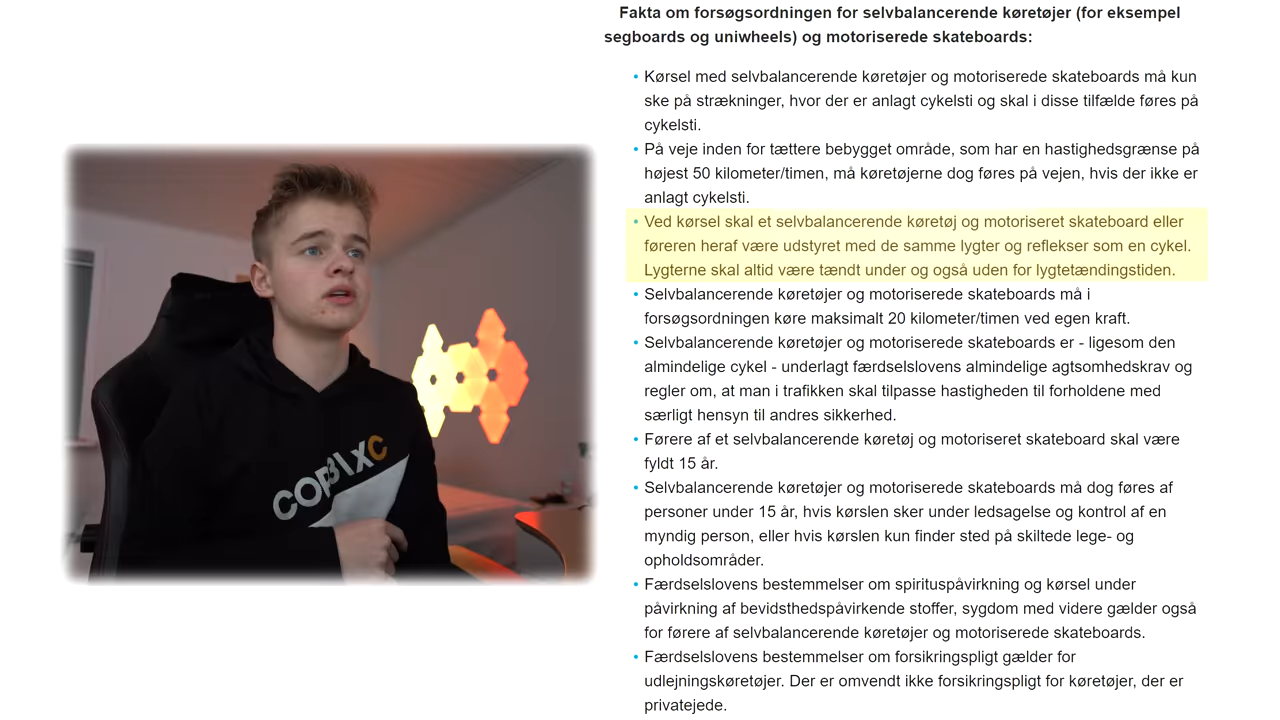 Fakta om forsøgsordningen for selvbalancerende køretøjer (for eksempel
segboards og uniwheels) og motoriserede skateboards:
• Kørsel med selvbalancerende køretøjer og motoriserede skateboards må kun
ske på strækninger, hvor der er anlagt cykelsti og skal i disse tilfælde føres på
cykelsti.
• På veje inden for tættere bebygget område, som har en hastighedsgrænse på
højest 50 kilometer/timen, må køretøjerne dog føres på vejen, hvis der ikke er
anlagt cykelsti.
• Ved kørsel skal et selvbalancerende køretøj og motoriseret skateboard eller
føreren heraf være udstyret med de samme lygter og reflekser som en cykel.
Lygterne skal altid være tændt under og også uden for lygtetændingstiden.
• Selvbalancerende køretøjer og motoriserede skateboards må i
forsøgsordningen køre maksimalt 20 kilometer/timen ved egen kraft.
• Selvbalancerende køretøjer og motoriserede skateboards er - ligesom den
almindelige cykel - underlagt færdselslovens almindelige agtsomhedskrav og
regler om, at man i trafikken skal tilpasse hastigheden til forholdene med
særligt hensyn til andres sikkerhed.
• Førere af et selvbalancerende køretøj og motoriseret skateboard skal være
fyldt 15 år.
• Selvbalancerende køretøjer og motoriserede skateboards må dog føres af
personer under 15 år, hvis kørslen sker under ledsagelse og kontrol af en
myndig person, eller hvis kørslen kun finder sted på skiltede lege- og
opholdsområder.
• Færdselslovens bestemmelser om spirituspåvirkning og kørsel under
påvirkning af bevidsthedspåvirkende stoffer, sygdom med videre gælder også
for førere af selvbalancerende køretøjer og motoriserede skateboards.
• Færdselslovens bestemmelser om forsikringspligt gælder for
udlejningskøretøjer. Der er omvendt ikke forsikringspligt for køretøjer, der er
privatejede.